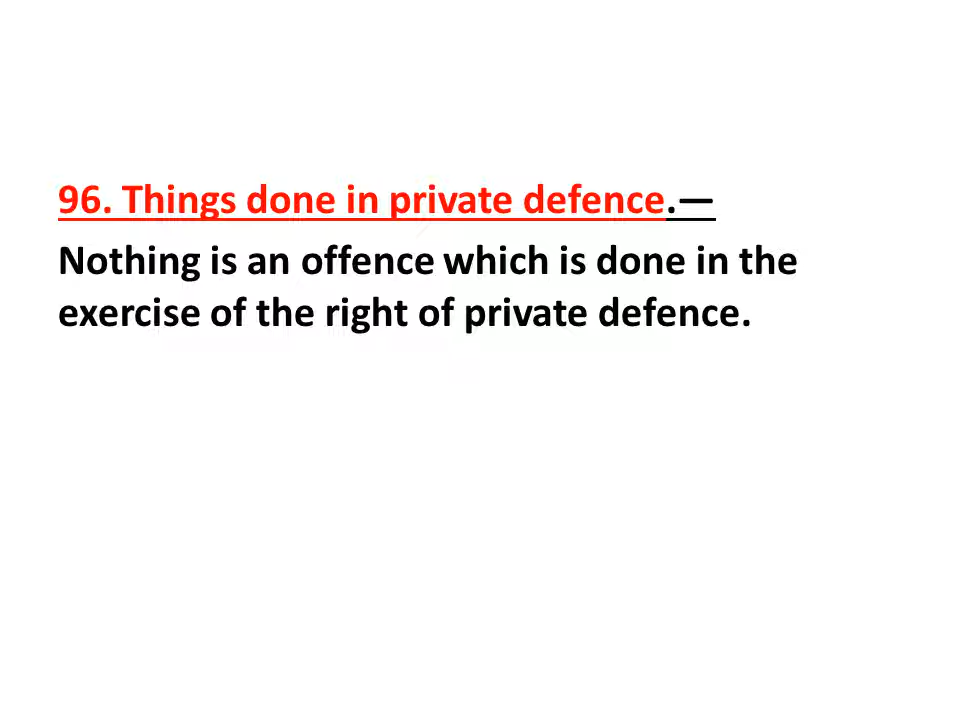 96. Things done in private defence.—
Nothing is an offence which is done in the
exercise of the right of private defence.